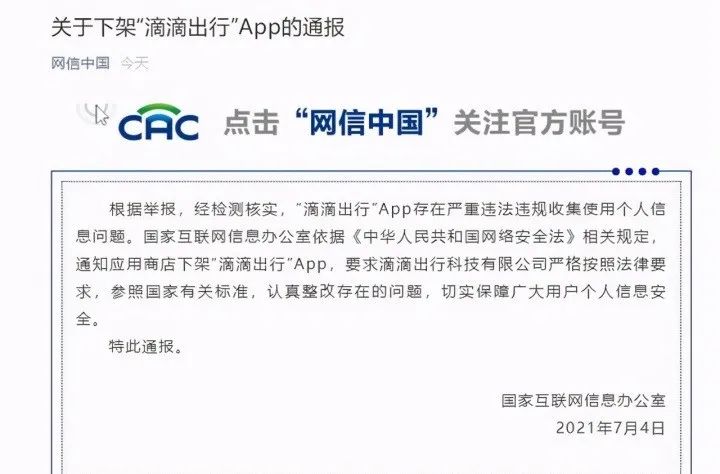 关于下架“滴滴出行”App的通报
网信中国 今天
CAC 点击“网信中国”关注官方账号
根据举报，经检测核实，“滴滴出行”App存在严重违法违规收集使用个人信
息问题。国家互联网信息办公室依据《中华人民共和国网络安全法》相关规定，
通知应用商店下架“滴滴出行”App，要求滴滴出行科技有限公司严格按照法律要
求，参照国家有关标准，认真整改存在的问题，切实保障广大用户个人信息安
全。
特此通报。
国家互联网信息办公室
2021年7月4日